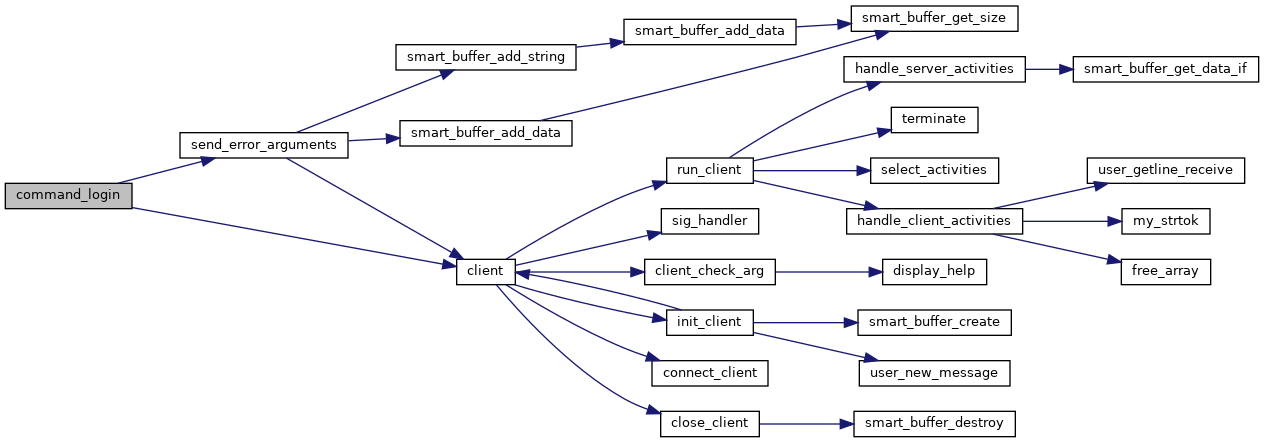 smart_buffer_get_size
smart_buffer_add_data
smart_buffer_add_string
handle_server_activities
smart_buffer_get_data_if
terminate
smart_buffer_add_data
send_error_arguments
run_client
select_activities
user_getline_receive
command_login
sig_handler
handle_client_activities
my_strtok
client
client_check_arg
display_help
free_array
init_client
smart_buffer_create
connect_client
user_new_message
close_client
smart_buffer_destroy